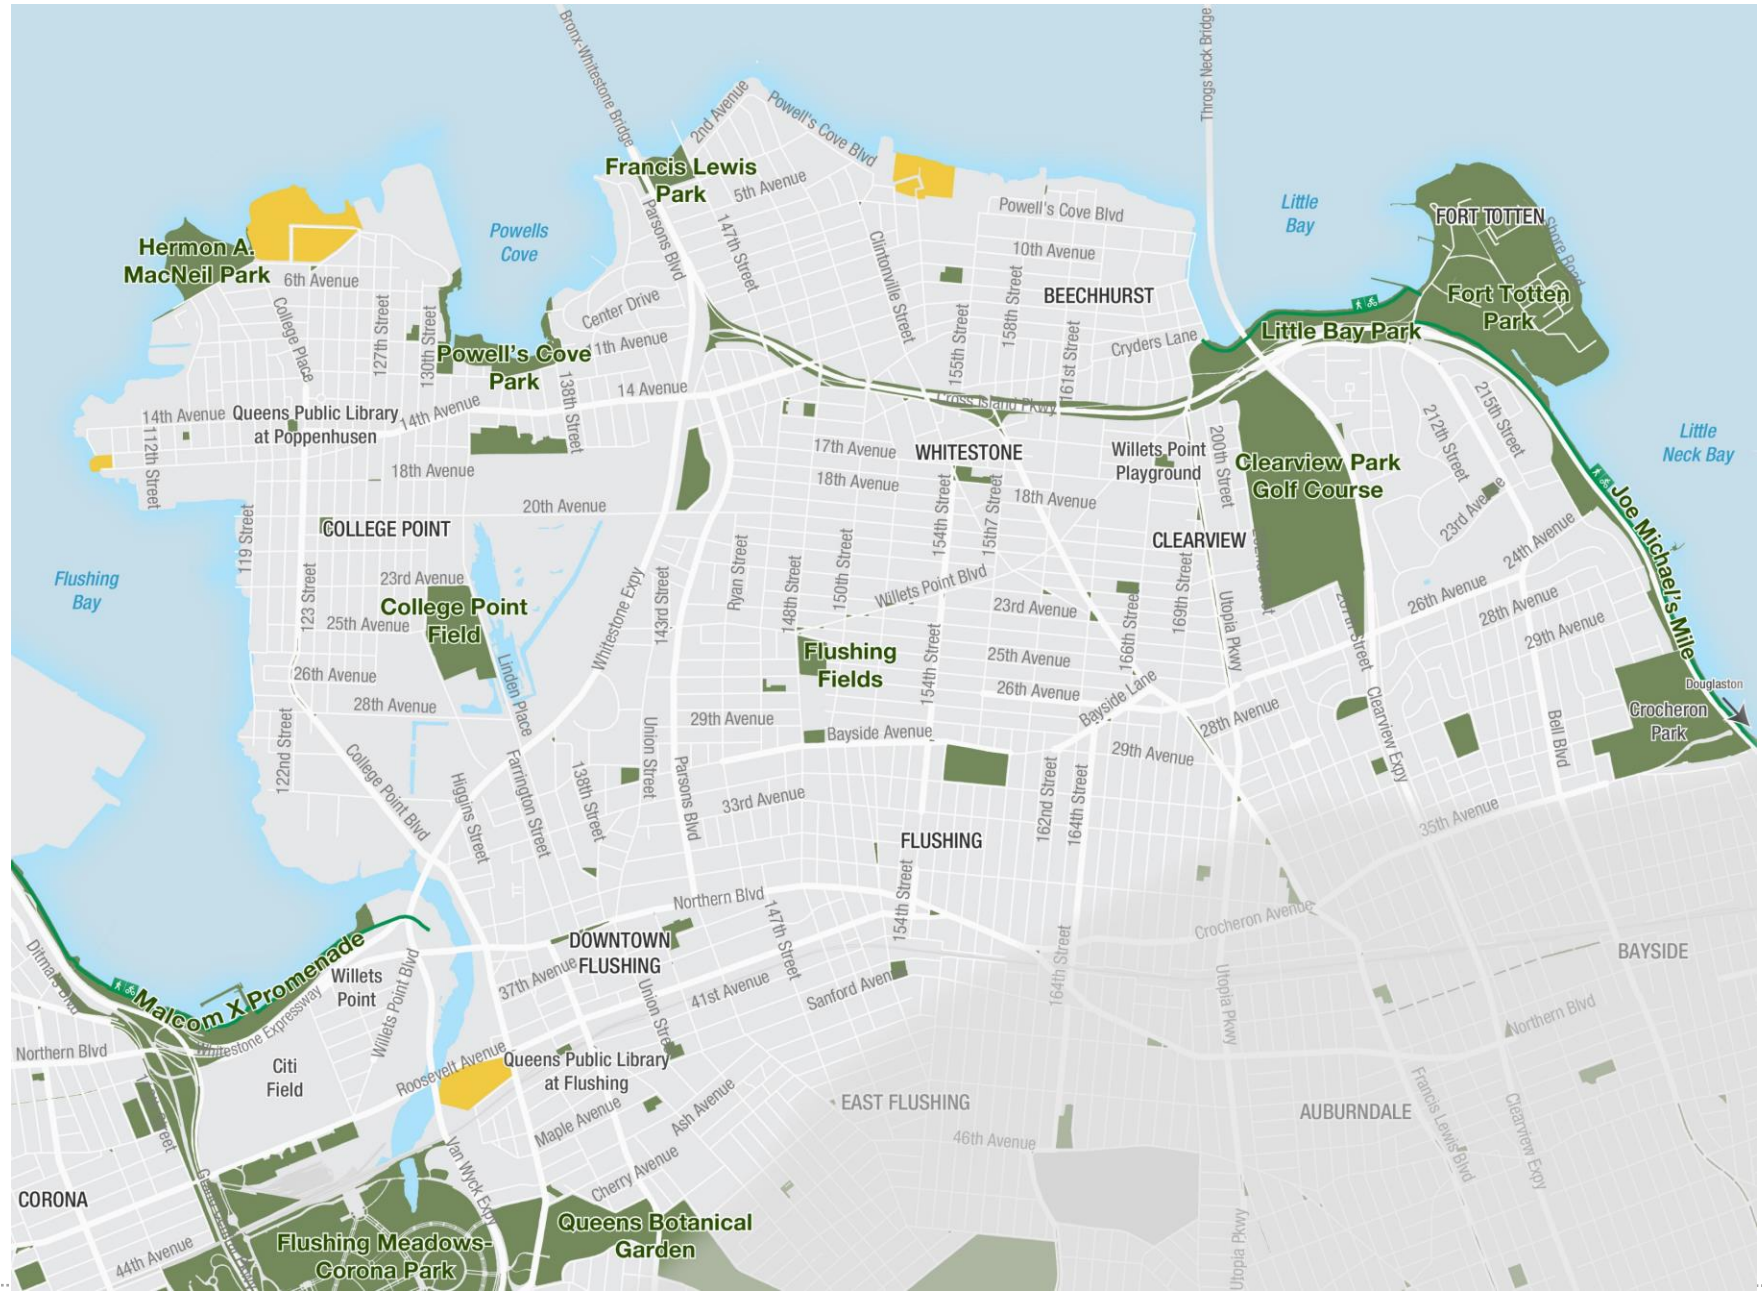 Bronx-Whitestone Bridge
Throgs Neck Bridge
2nd Avenue
Powell's Cove Blvd
Francis Lewis
Park
5th Avenue
Powells
Cove
Little
Bay
FORT TOTTEN
Shore Road
Hermon A.
MacNeil Park
6th Avenue
Parsons Blvd
147th Street
Clintonville Street
Powell's Cove Blvd
10th Avenue
158th Street
BEECHHURST
Fort Totten
Park
College Place
127th Street
130th Street
Center Drive
11th Avenue
155th Street
161st Street
Cryders Lane
Little Bay Park
Powell's Cove
Park
138th Street
14 Avenue
Cross Island Pkwy
14th Avenue
Queens Public Library
at Poppenhusen
14th Avenue
112th Street
18th Avenue
17th Avenue
WHITESTONE
18th Avenue
Willets Point
Playground
200th Street
Clearview Park
Golf Course
212th Street
215th Street
Little
Neck Bay
20th Avenue
119 Street
COLLEGE POINT
154th Street
15th7 Street
18th Avenue
CLEARVIEW
23rd Avenue
24th Avenue
Joe Michael's Mile
Flushing
Bay
123 Street
23rd Avenue
College Point
Field
25th Avenue
Whitestone Expy
143rd Street
Ryan Street
148th Street
150th Street
Willets Point Blvd
23rd Avenue
166th Street
169th Street
Utopia Pkwy
26th Avenue
28th Avenue
29th Avenue
26th Avenue
28th Avenue
Linden Place
Flushing
Fields
154th Street
25th Avenue
26th Avenue
Bayside Lane
28th Avenue
Clearview Expy
Bell Blvd
Douglaston
Crocheron
Park
122nd Street
College Point Blvd
Higgins Street
Farrington Street
138th Street
Union Street
Parsons Blvd
29th Avenue
Bayside Avenue
29th Avenue
33rd Avenue
162nd Street
164th Street
35th Avenue
FLUSHING
Northern Blvd
147th Street
154th Street
Crocheron Avenue
BAYSIDE
DOWNTOWN
FLUSHING
Ditmars Blvd
Malcom X Promenade
Willets
Point
Willets Point Blvd
37th Avenue
Union Street
41st Avenue
Sanford Aven
164th Street
Utopia Pkwy
Northern Blvd
Northern Blvd
Whitestone Expressway
Citi
Field
Roosevelt Avenue
Queens Public Library
at Flushing
Maple Avenue
Ash Avenue
EAST FLUSHING
46th Avenue
AUBURNDALE
Francis Lewis Blvd
Clearview Expy
CORONA
44th Avenue
Van Wyck Expy
Cherry Avenue
Flushing Meadows-
Corona Park
Queens Botanical
Garden
Utopia Pkwy